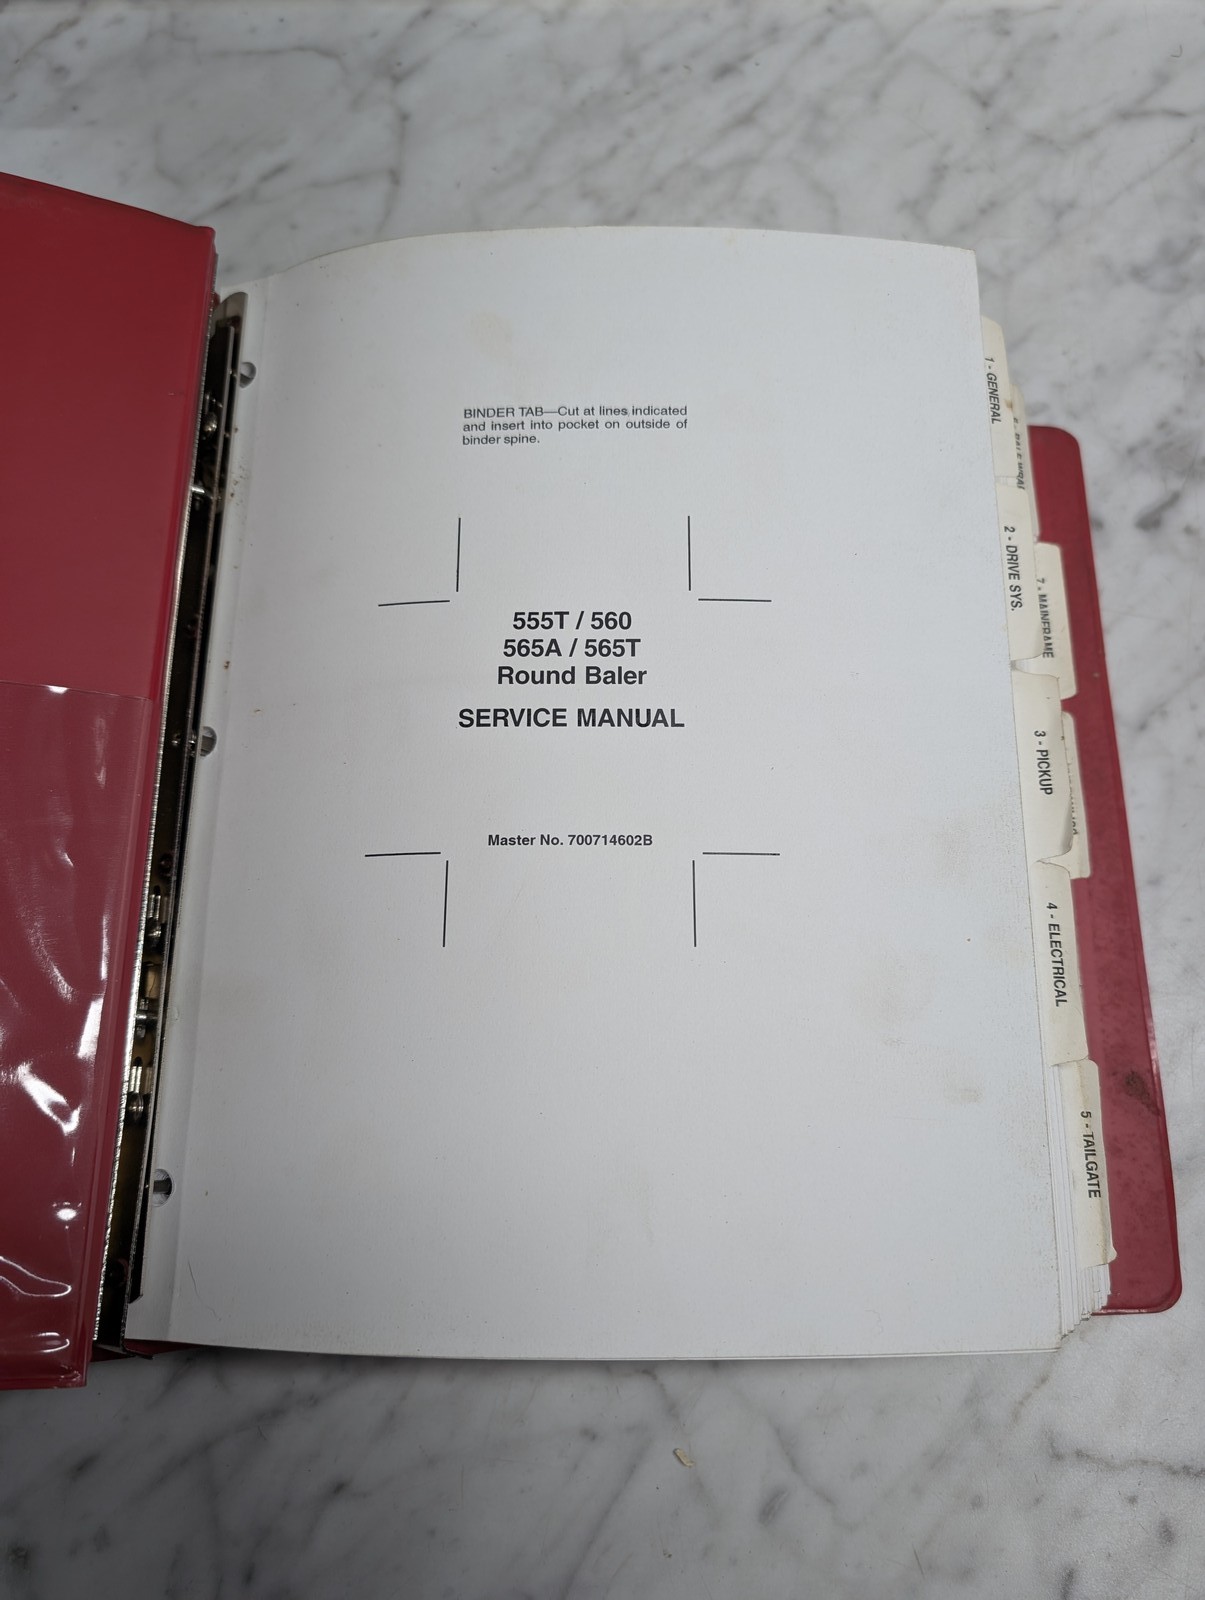 BINDER TAB—Cut at lines indicated
and insert into pocket on outside of
binder spine.
555T / 560
565A / 565T
Round Baler
SERVICE MANUAL
Master No. 700714602B
1 - GENERAL
2 - DRIVE SYS.
7 - MAINFRAME
3 - PICKUP
4 - ELECTRICAL
5 - TAILGATE